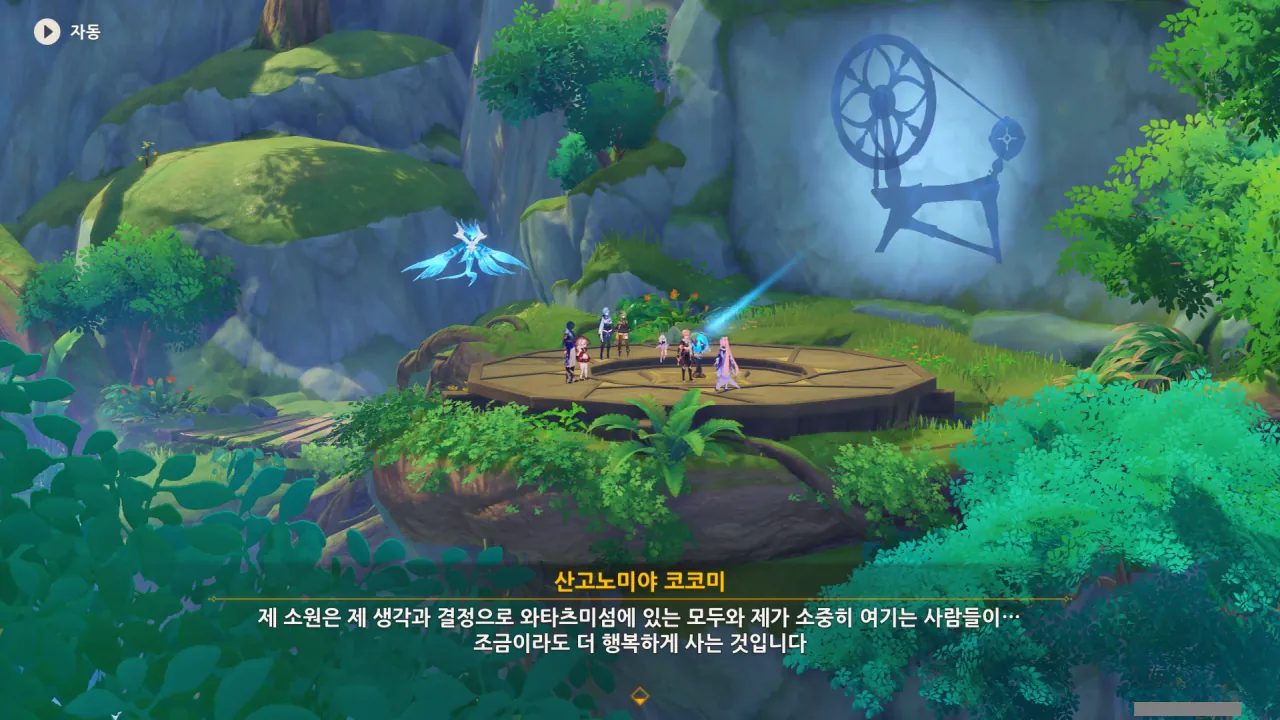 자동
산고노미야 코코미
제 소원은 제 생각과 결정으로 와타츠미섬에 있는 모두와 제가 소중히 여기는 사람들이…
조금이라도 더 행복하게 사는 것입니다